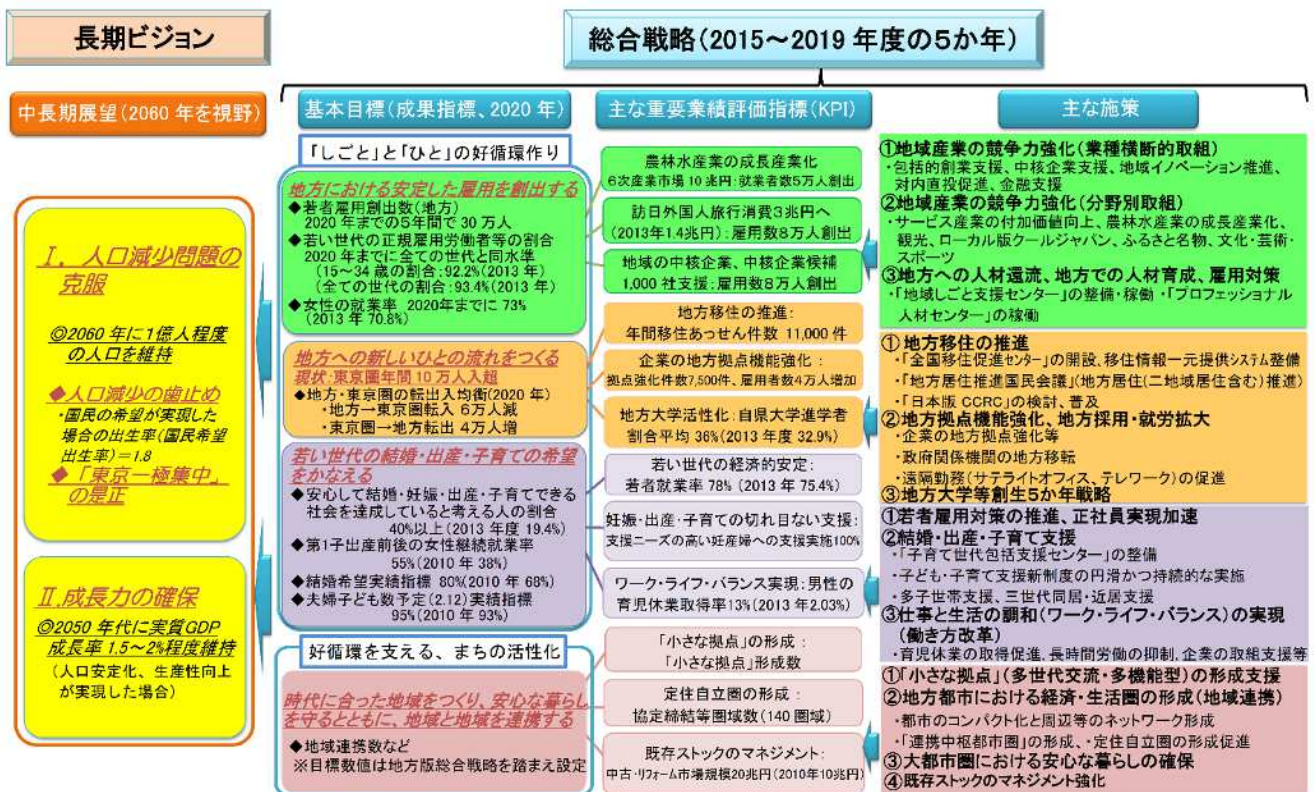 長期ビジョン
総合戦略(2015～2019年度の5か年)
中長期展望(2060年を視野)
基本目標(成果指標、2020年)
主な重要業績評価指標(KPI)
主な施策
Ⅰ. 人口減少問題の
克服
◎2060年に1億人程度
の人口を維持
◆人口減少の歯止め
・国民の希望が実現した
場合の出生率(国民希望
出生率)＝1.8
◆「東京一極集中」
の是正
Ⅱ.成長力の確保
◎2050年代に実質GDP
成長率1.5～2%程度維持
(人口安定化、生産性向上
が実現した場合)
「しごと」と「ひと」の好循環作り
地方における安定した雇用を創出する
◆若者雇用創出数(地方)
2020年までの5年間で30万人
◆若い世代の正規雇用労働者等の割合
2020年までに全ての世代と同水準
(15～34歳の割合:92.2%(2013年)
(全ての世代の割合:93.4%(2013年)
◆女性の就業率 2020年までに73%
(2013年70.8%)
地方への新しいひとの流れをつくる
現状:東京圏年間10万人入超
◆地方・東京圏の転出入均衡(2020年)
・地方→東京圏転入 6万人減
・東京圏→地方転出 4万人増
若い世代の結婚・出産・子育ての希望
をかなえる
◆安心して結婚・妊娠・出産・子育てできる
社会を達成していると考える人の割合
40%以上(2013年度19.4%)
◆第1子出産前後の女性継続就業率
55%(2010年38%)
◆結婚希望実績指標 80%(2010年68%)
◆夫婦子ども数予定(2.12)実績指標
95%(2010年93%)
好循環を支える、まちの活性化
時代に合った地域をつくり、安心な暮らし
を守るとともに、地域と地域を連携する
◆地域連携数など
※目標数値は地方版総合戦略を踏まえ設定
農林水産業の成長産業化
6次産業市場10兆円:就業者数5万人創出
訪日外国人旅行消費3兆円へ
(2013年1.4兆円):雇用数8万人創出
地域の中核企業、中核企業候補
1,000社支援:雇用数8万人創出
地方移住の推進:
年間移住あっせん件数 11,000件
企業の地方拠点機能強化:
拠点強化件数7,500件、雇用者数4万人増加
地方大学活性化:自県大学進学者
割合平均36%(2013年度32.9%)
若い世代の経済的安定:
若者就業率78%(2013年75.4%)
妊娠・出産・子育ての切れ目ない支援:
支援ニーズの高い妊産婦への支援実施100%
ワーク・ライフ・バランス実現:男性の
育児休業取得率13%(2013年2.03%)
「小さな拠点」の形成:
「小さな拠点」形成数
定住自立圏の形成:
協定締結等圏域数(140圏域)
既存ストックのマネジメント:
中古・リフォーム市場規模20兆円(2010年10兆円)
①地域産業の競争力強化(業種横断的取組)
・包括的創業支援、中核企業支援、地域イノベーション推進、
対内直投促進、金融支援
②地域産業の競争力強化(分野別取組)
・サービス産業の付加価値向上、農林水産業の成長産業化、
観光、ローカル版クールジャパン、ふるさと名物、文化・芸術・
スポーツ
③地方への人材還流、地方での人材育成、雇用対策
・「地域しごと支援センター」の整備・稼働・「プロフェッショナル
人材センター」の稼働
① 地方移住の推進
・「全国移住促進センター」の開設、移住情報一元提供システム整備
・「地方居住推進国民会議」(地方居住(二地域居住含む)推進)
・「日本版CCRC」の検討、普及
②地方拠点機能強化、地方採用・就労拡大
・企業の地方拠点強化等
・政府関係機関の地方移転
・遠隔勤務(サテライトオフィス、テレワーク)の促進
③地方大学等創生5か年戦略
①若者雇用対策の推進、正社員実現加速
②結婚・出産・子育て支援
・「子育て世代包括支援センター」の整備
・子ども・子育て支援新制度の円滑かつ持続的な実施
・多子世帯支援、三世代同居・近居支援
③仕事と生活の調和(ワーク・ライフ・バランス)の実現
(働き方改革)
・育児休業の取得促進、長時間労働の抑制、企業の取組支援等
①「小さな拠点」(多世代交流・多機能型)の形成支援
②地方都市における経済・生活圏の形成(地域連携)
・都市のコンパクト化と周辺等のネットワーク形成
・「連携中枢都市圏」の形成、・定住自立圏の形成促進
③大都市圏における安心な暮らしの確保
④既存ストックのマネジメント強化